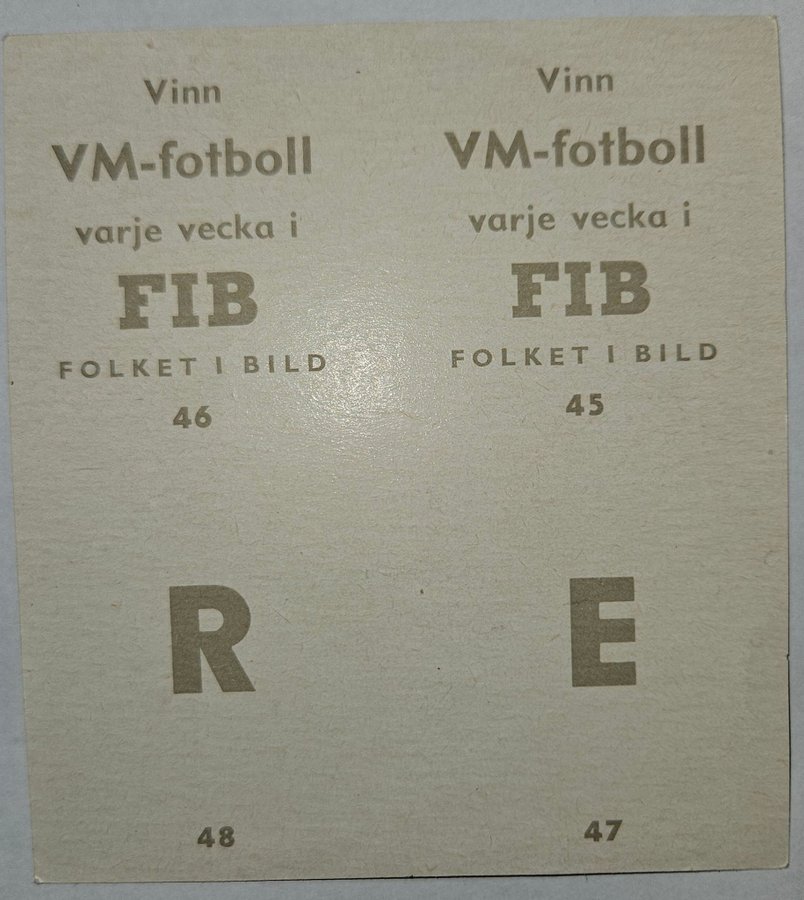 Vinn
VM-fotboll
varje vecka i
FIB
FOLKET I BILD
46
Vinn
VM-fotboll
varje vecka i
FIB
FOLKET I BILD
45
R
48
E
47